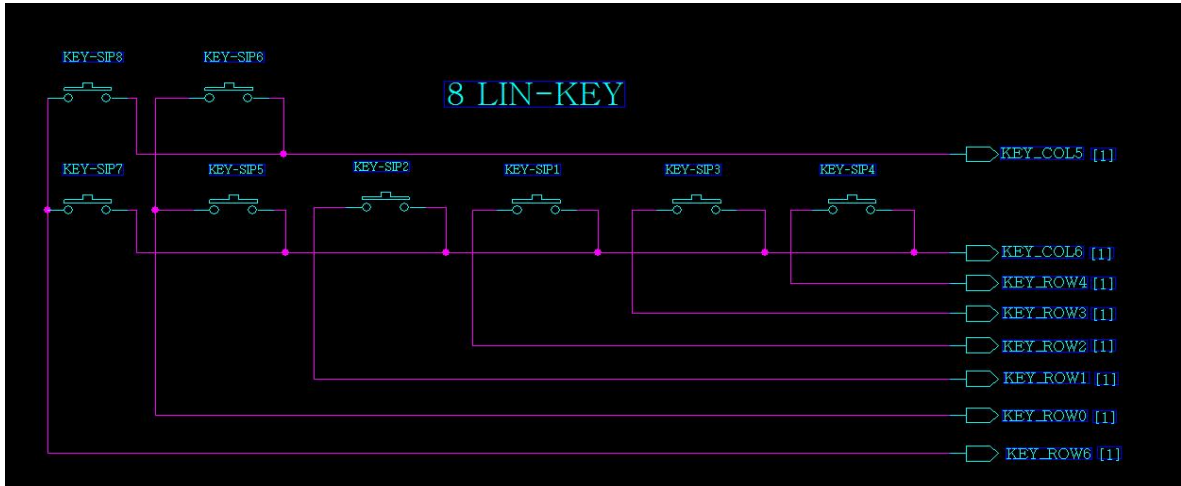 KEY-SIP8 KEY-SIP6
8 LIN-KEY
KEY_COL5 [1]
KEY-SIP7 KEY-SIP5 KEY-SIP2 KEY-SIP1 KEY-SIP3 KEY-SIP4
KEY_COL6 [1]
KEY_ROW4 [1]
KEY_ROW3 [1]
KEY_ROW2 [1]
KEY_ROW1 [1]
KEY_ROW0 [1]
KEY_ROW6 [1]